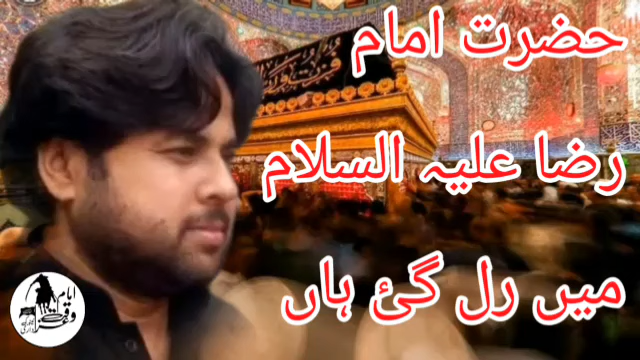 حضرت امام
رضا علیہ السلام
میں رل گئ ہاں